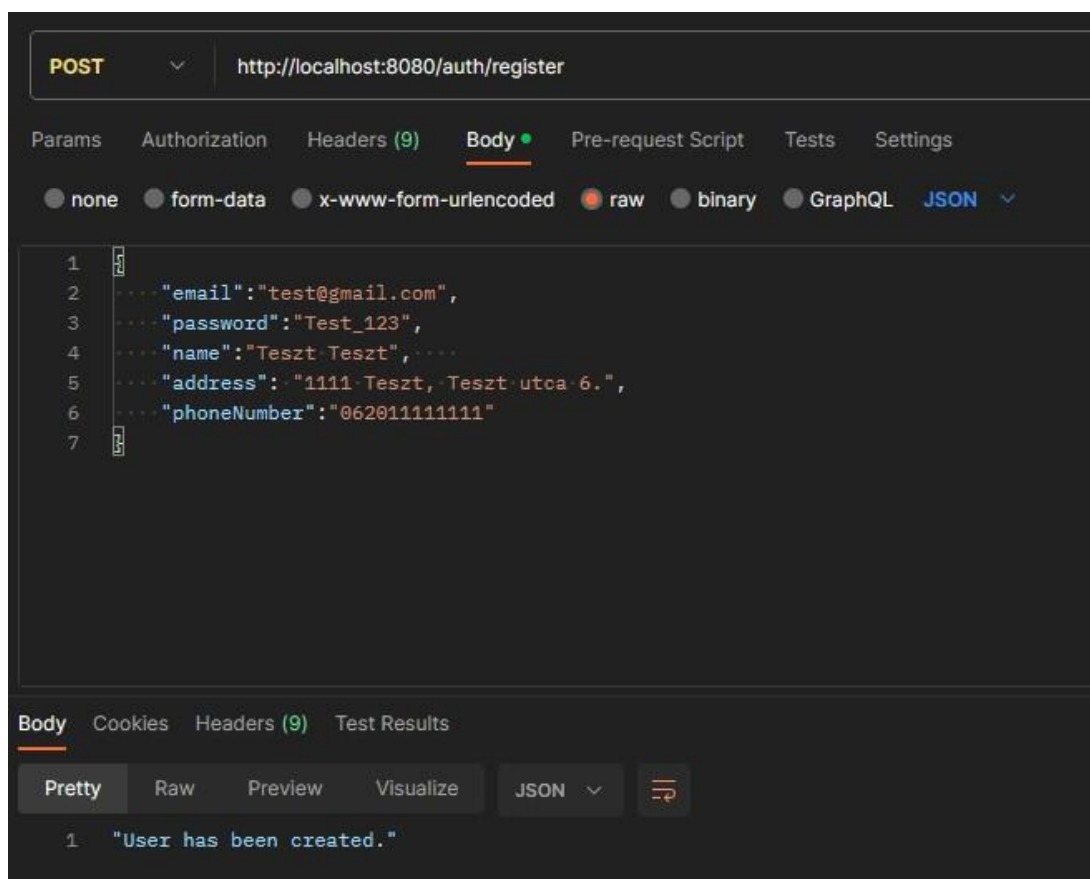 POST http://localhost:8080/auth/register
Params Authorization Headers (9) Body Pre-request Script Tests Settings
none form-data x-www-form-urlencoded raw binary GraphQL JSON
1 {
2 "email":"test@gmail.com",
3 "password":"Test_123",
4 "name":"Teszt Teszt",
5 "address": "1111 Teszt, Teszt utca 6.",
6 "phoneNumber":"062011111111"
7 }
Body Cookies Headers (9) Test Results
Pretty Raw Preview Visualize JSON
1 "User has been created."